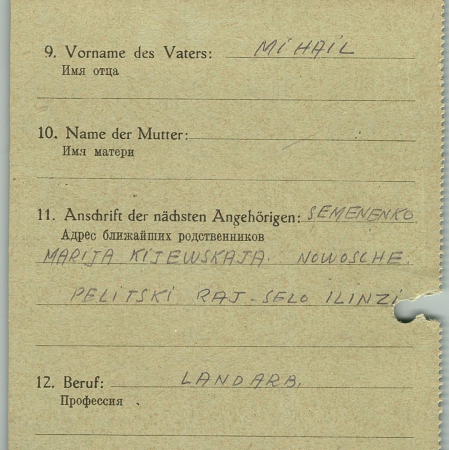 9. Vorname des Vaters: MIHAIL
Имя отца
10. Name der Mutter:
Имя матери
11. Anschrift der nächsten Angehörigen: SEMENENKO
Адрес ближайших родственников
MARIJA KIJEWSKAJA. NOWOSCHE.
PELITSKI RAJ-SELO ILINZI
12. Beruf: LANDARB.
Профессия